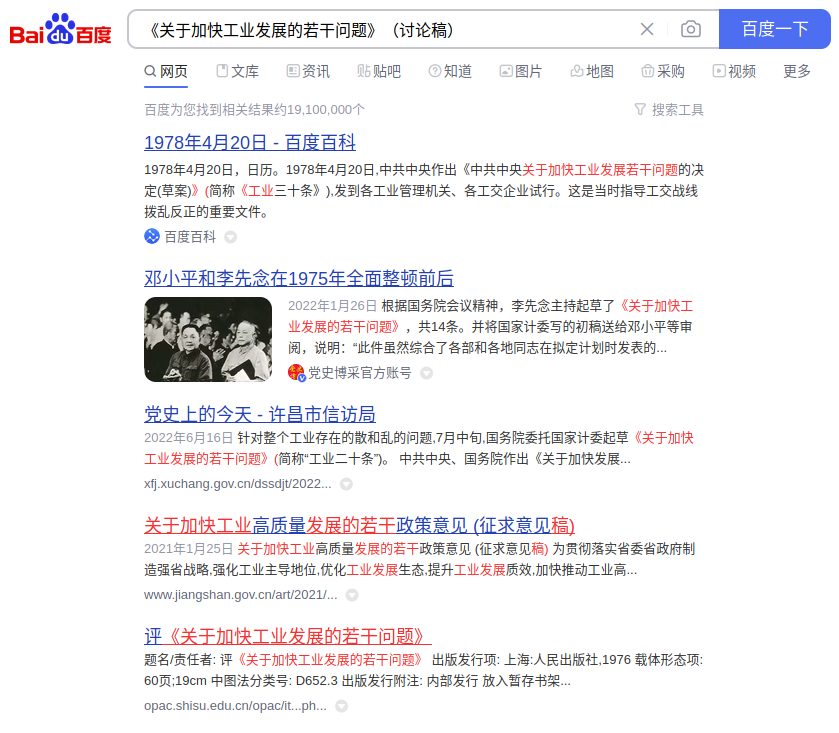 Bai du 百度
《关于加快工业发展的若干问题》（讨论稿）
百度一下
网页 文库 资讯 贴吧 知道 图片 地图 采购 视频 更多
百度为您找到相关结果约19,100,000个 搜索工具
1978年4月20日 - 百度百科
1978年4月20日，日历。1978年4月20日,中共中央作出《中共中央关于加快工业发展若干问题的决
定(草案)》(简称《工业三十条》),发到各工业管理机关、各工交企业试行。这是当时指导工交战线
拨乱反正的重要文件。
百度百科
邓小平和李先念在1975年全面整顿前后
2022年1月26日 根据国务院会议精神，李先念主持起草了《关于加快工
业发展的若干问题》，共14条。并将国家计委写的初稿送给邓小平等审
阅，说明：“此件虽然综合了各部和各地同志在拟定计划时发表的...
党史博采官方账号
党史上的今天 - 许昌市信访局
2022年6月16日 针对整个工业存在的散和乱的问题,7月中旬,国务院委托国家计委起草《关于加快
工业发展的若干问题》(简称“工业二十条”)。 中共中央、国务院作出《关于加快发展...
xfj.xuchang.gov.cn/dssdjt/2022...
关于加快工业高质量发展的若干政策意见 (征求意见稿)
2021年1月25日 关于加快工业高质量发展的若干政策意见 (征求意见稿) 为贯彻落实省委省政府制
造强省战略,强化工业主导地位,优化工业发展生态,提升工业发展质效,加快推动工业高...
www.jiangshan.gov.cn/art/2021/...
评《关于加快工业发展的若干问题》
题名/责任者: 评《关于加快工业发展的若干问题》 出版发行项: 上海:人民出版社,1976 载体形态项:
60页;19cm 中图法分类号: D652.3 出版发行附注: 内部发行 放入暂存书架...
opac.shisu.edu.cn/opac/it...ph...